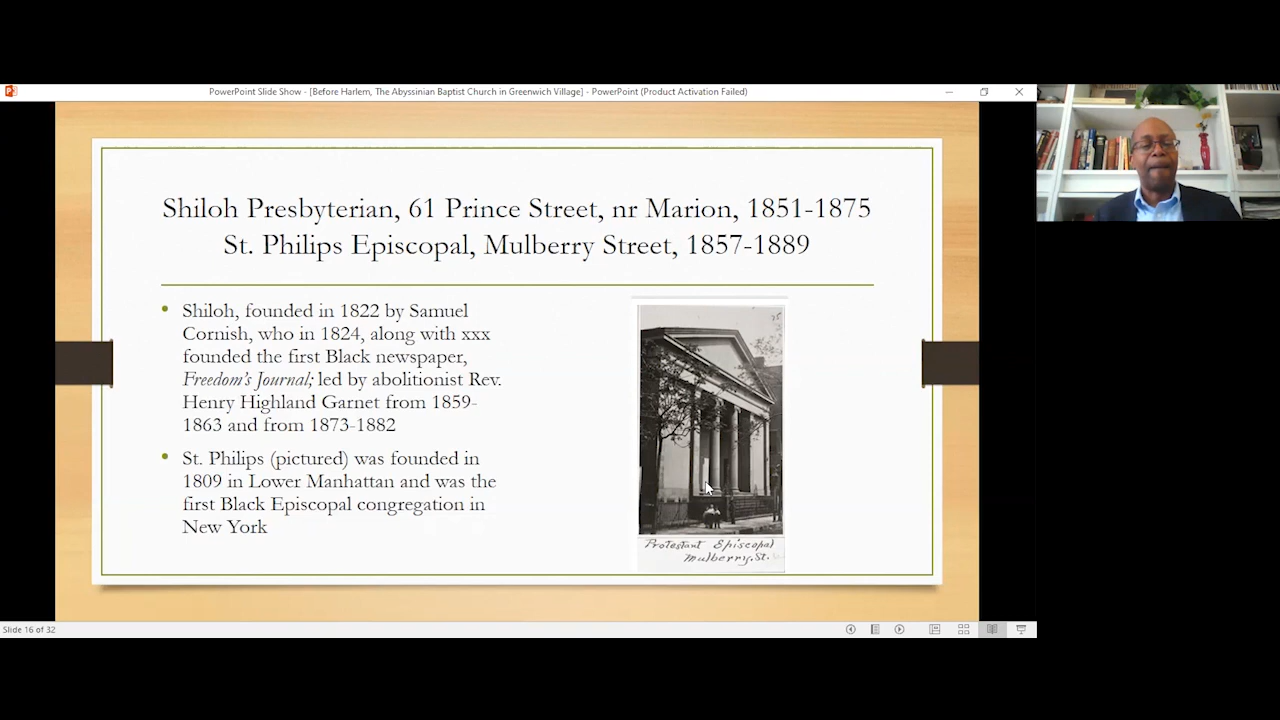 PowerPoint Slide Show - [Before Harlem, The Abyssinian Baptist Church in Greenwich Village] - PowerPoint (Product Activation Failed)
Shiloh Presbyterian, 61 Prince Street, nr Marion, 1851-1875
St. Philips Episcopal, Mulberry Street, 1857-1889
• Shiloh, founded in 1822 by Samuel
Cornish, who in 1824, along with xxx
founded the first Black newspaper,
Freedom's Journal; led by abolitionist Rev.
Henry Highland Garnet from 1859-
1863 and from 1873-1882
• St. Philips (pictured) was founded in
1809 in Lower Manhattan and was the
first Black Episcopal congregation in
New York
Protestant Episcopal
Mulberry. St.
Slide 16 of 32